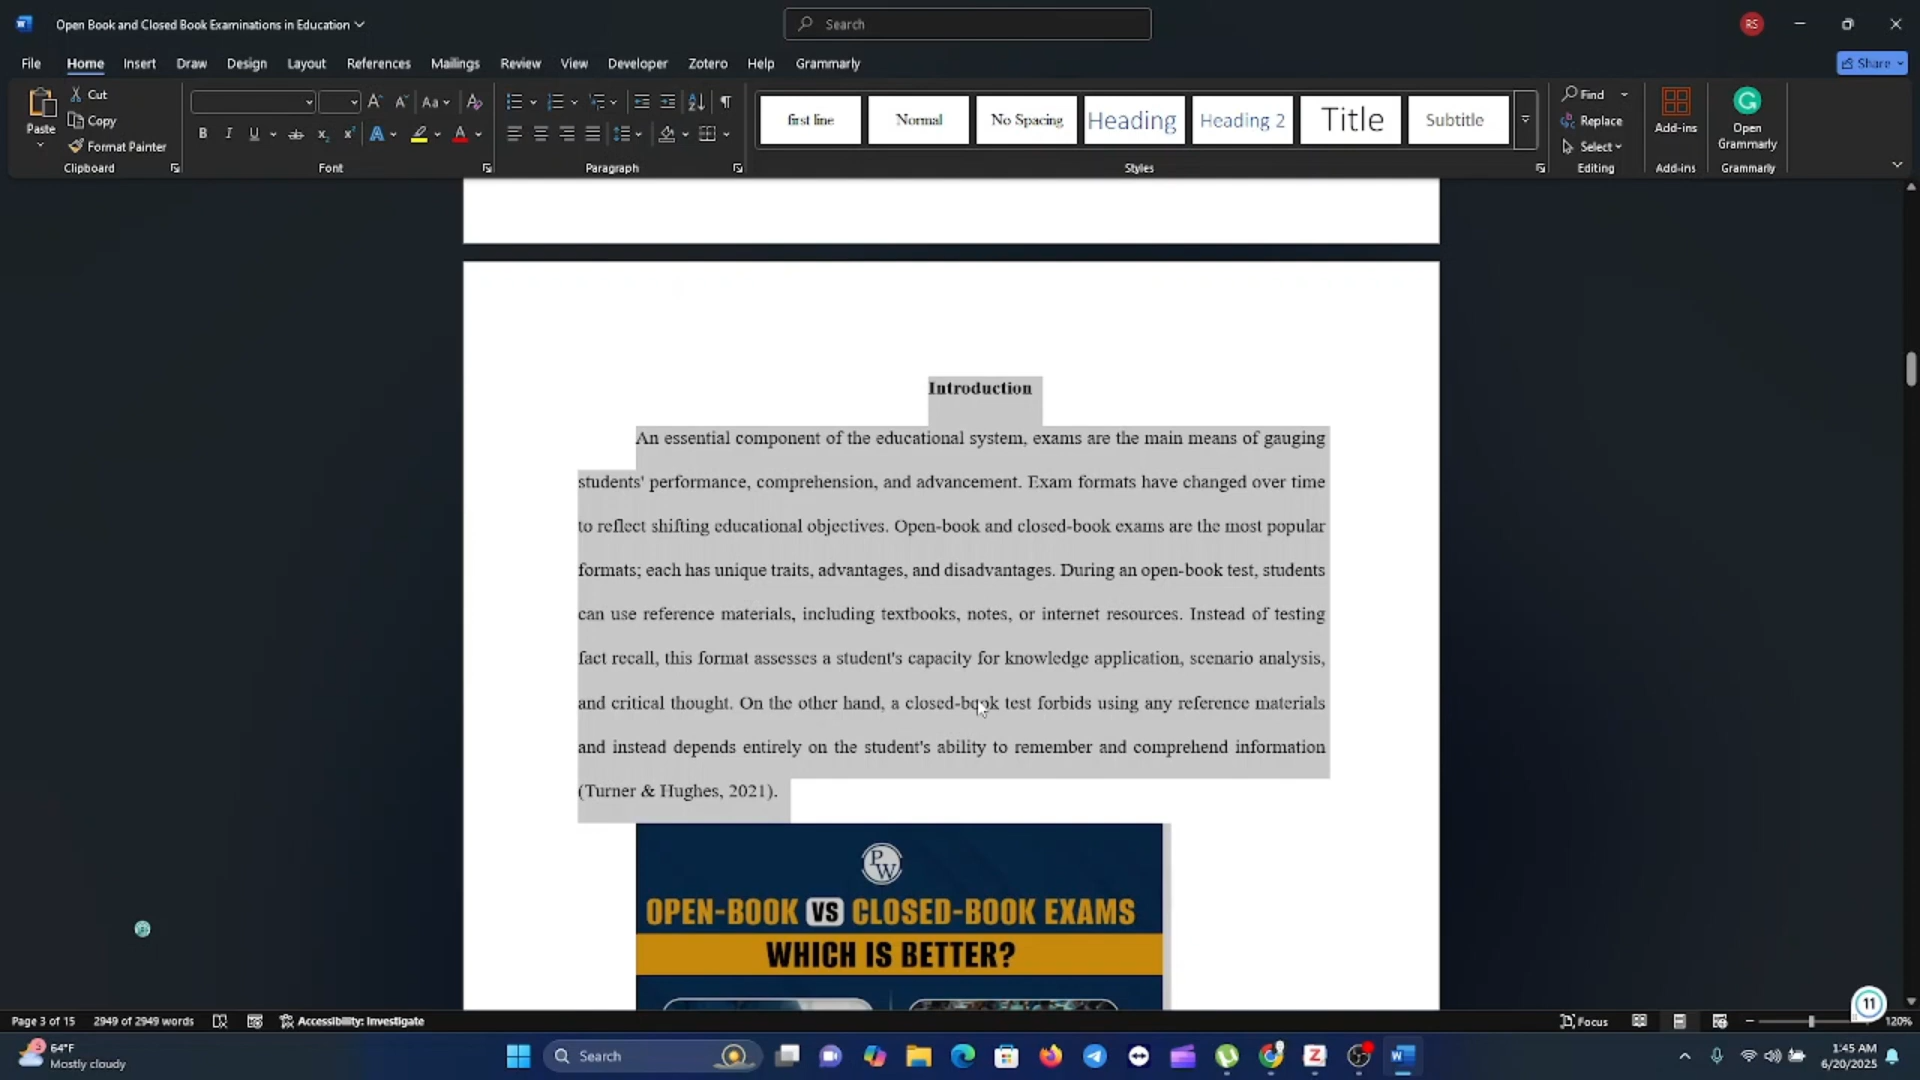 Open Book and Closed Book Examinations in Education
Search
RS
File Home Insert Draw Design Layout References Mailings Review View Developer Zotero Help Grammarly
Share
Paste
Cut
Copy
Format Painter
Clipboard
Font
Paragraph
first line
Normal
No Spacing
Heading
Heading 2
Title
Subtitle
Styles
Find
Replace
Select
Editing
Add-ins
Add-ins
Open
Grammarly
Grammarly
Introduction
An essential component of the educational system, exams are the main means of gauging
students' performance, comprehension, and advancement. Exam formats have changed over time
to reflect shifting educational objectives. Open-book and closed-book exams are the most popular
formats; each has unique traits, advantages, and disadvantages. During an open-book test, students
can use reference materials, including textbooks, notes, or internet resources. Instead of testing
fact recall, this format assesses a student's capacity for knowledge application, scenario analysis,
and critical thought. On the other hand, a closed-book test forbids using any reference materials
and instead depends entirely on the student's ability to remember and comprehend information
(Turner & Hughes, 2021).
PW
OPEN-BOOK VS CLOSED-BOOK EXAMS
WHICH IS BETTER?
11
Page 3 of 15 2949 of 2949 words Accessibility: Investigate
Focus
120%
64°F
Mostly cloudy
Search
1:45 AM
6/20/2025